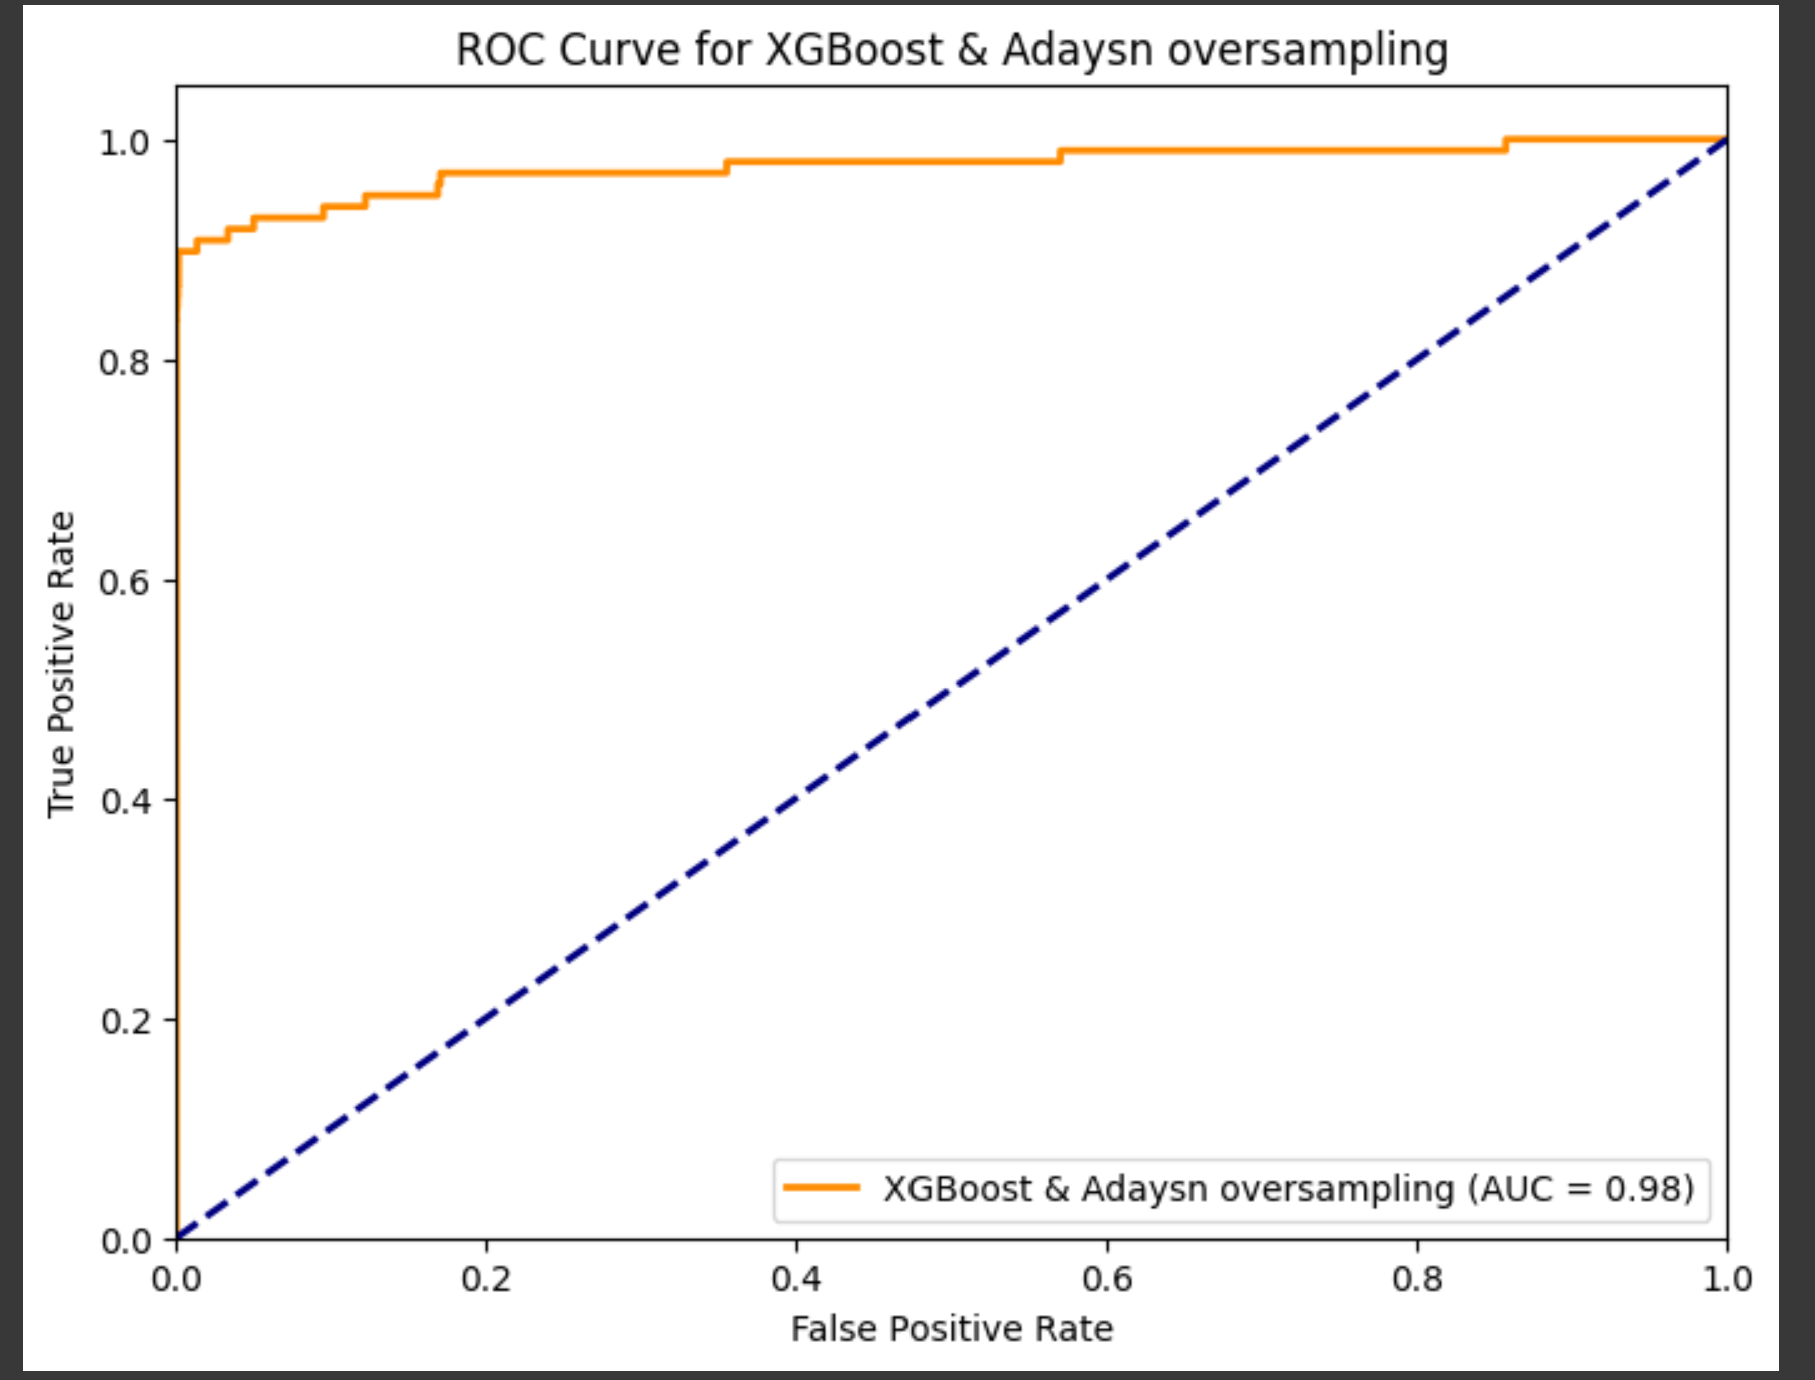 ROC Curve for XGBoost & Adaysn oversampling
True Positive Rate
1.0
0.8
0.6
0.4
0.2
0.0
0.0 0.2 0.4 0.6 0.8 1.0
False Positive Rate
XGBoost & Adaysn oversampling (AUC = 0.98)